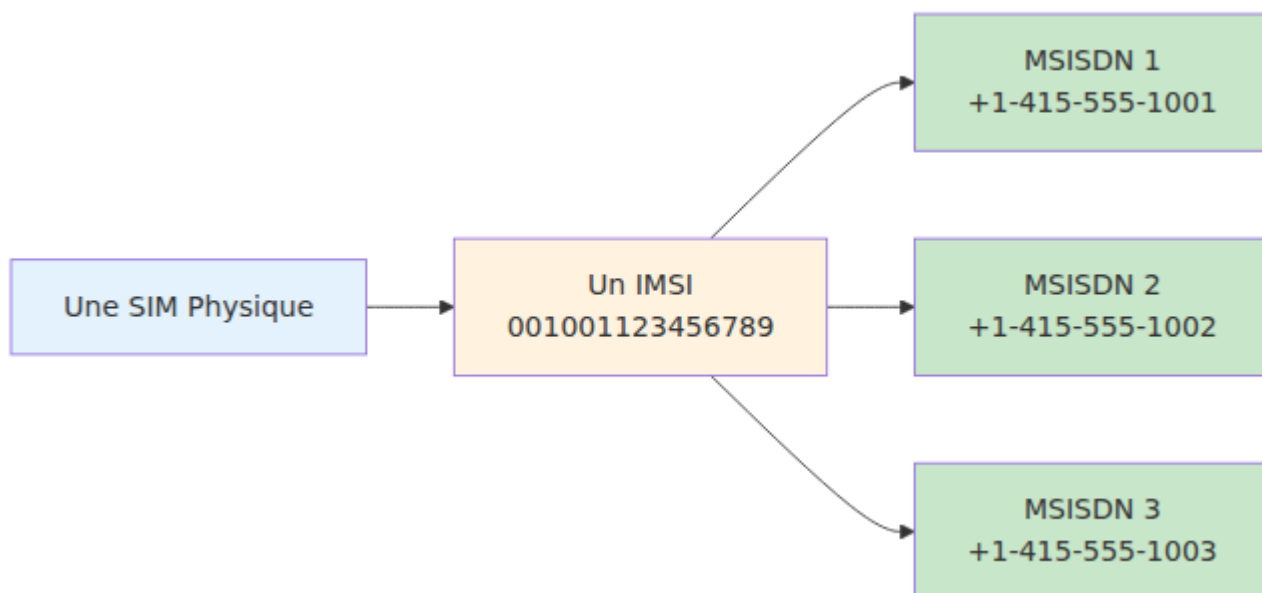 Une SIM Physique
Un IMSI
001001123456789
MSISDN 1
+1-415-555-1001
MSISDN 2
+1-415-555-1002
MSISDN 3
+1-415-555-1003